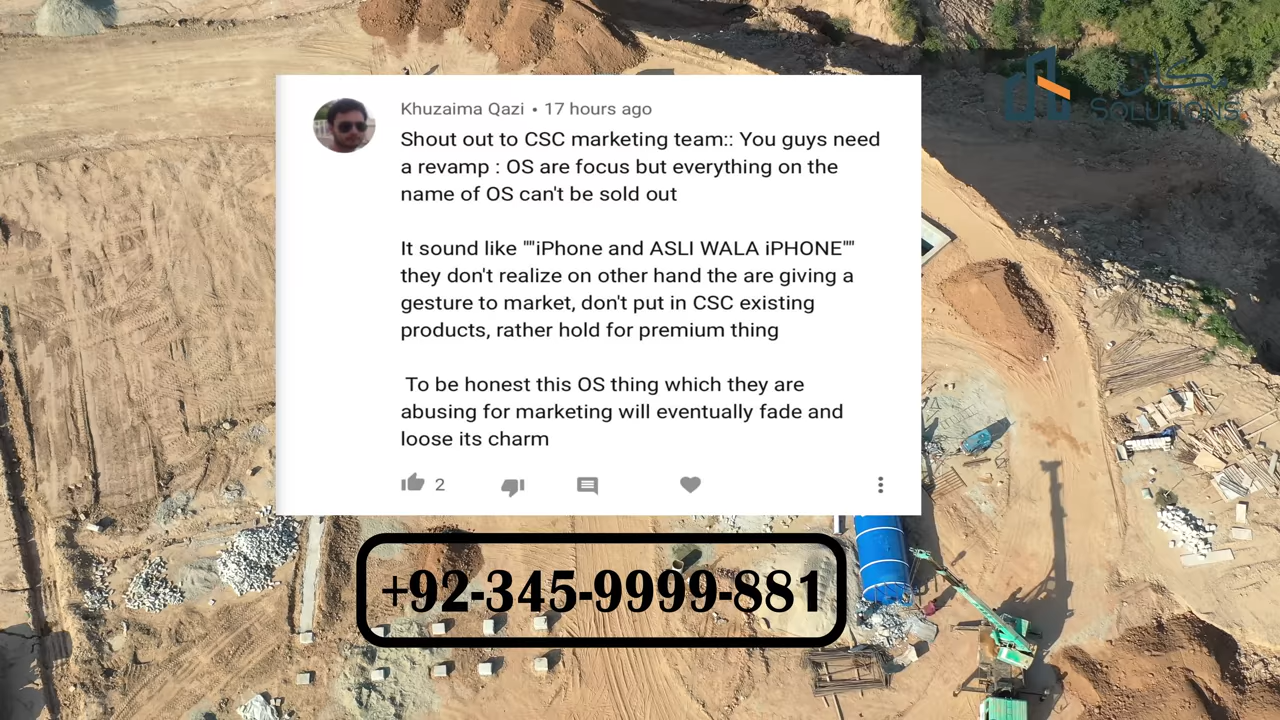 SOLUTIONS.
Khuzaima Qazi • 17 hours ago
Shout out to CSC marketing team:: You guys need
a revamp : OS are focus but everything on the
name of OS can't be sold out
It sound like ""iPhone and ASLI WALA iPHONE""
they don't realize on other hand the are giving a
gesture to market, don't put in CSC existing
products, rather hold for premium thing
To be honest this OS thing which they are
abusing for marketing will eventually fade and
loose its charm
2
+92-345-9999-881